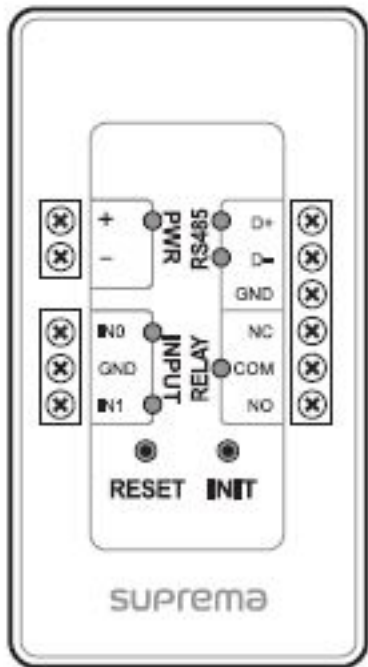 + PWR RS485 D+
- D-
GND
IN0 INPUT RELAY NC
GND COM
IN1 NO
RESET INIT
suprema